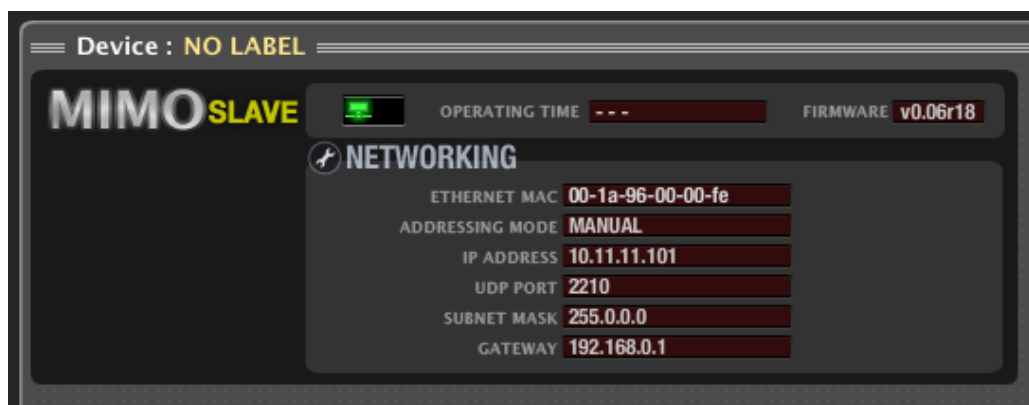 Device : NO LABEL
MIMO SLAVE OPERATING TIME --- FIRMWARE v0.06r18
NETWORKING
ETHERNET MAC 00-1a-96-00-00-fe
ADDRESSING MODE MANUAL
IP ADDRESS 10.11.11.101
UDP PORT 2210
SUBNET MASK 255.0.0.0
GATEWAY 192.168.0.1